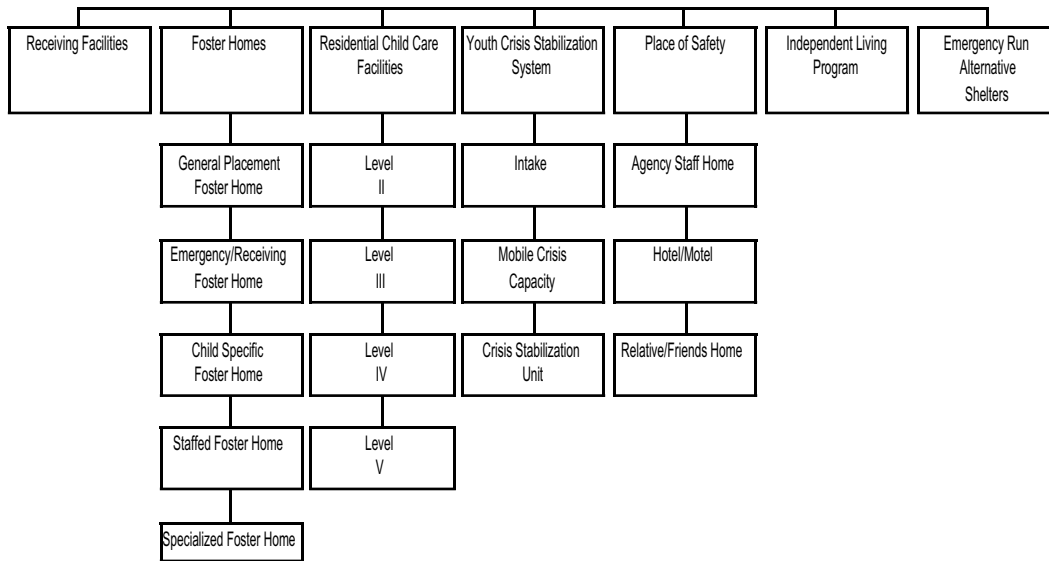 Receiving Facilities
Foster Homes
Residential Child Care
Facilities
Youth Crisis Stabilization
System
Place of Safety
Independent Living
Program
Emergency Run
Alternative
Shelters
General Placement
Foster Home
Level
II
Intake
Agency Staff Home
Emergency/Receiving
Foster Home
Level
III
Mobile Crisis
Capacity
Hotel/Motel
Child Specific
Foster Home
Level
IV
Crisis Stabilization
Unit
Relative/Friends Home
Staffed Foster Home
Level
V
Specialized Foster Home